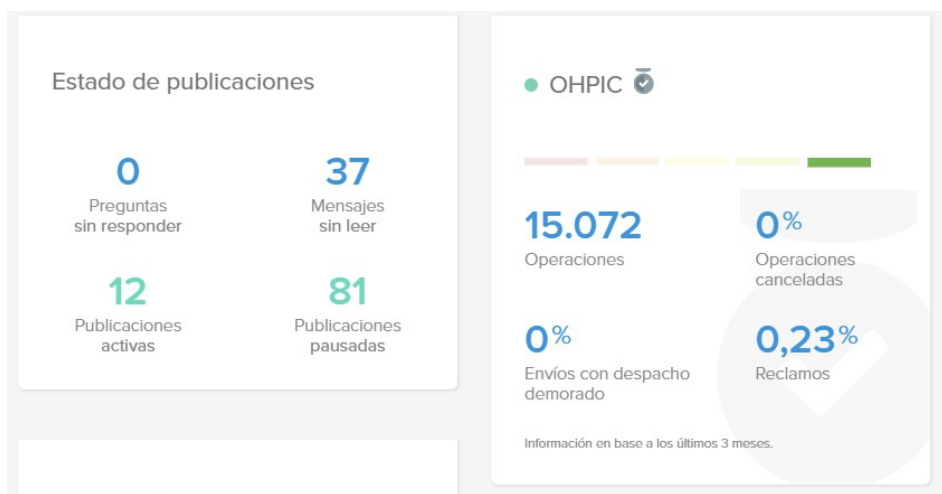 Estado de publicaciones
0
Preguntas
sin responder
37
Mensajes
sin leer
12
Publicaciones
activas
81
Publicaciones
pausadas
OHPIC
15.072
Operaciones
0%
Operaciones
canceladas
0%
Envíos con despacho
demorado
0,23%
Reclamos
Información en base a los últimos 3 meses.